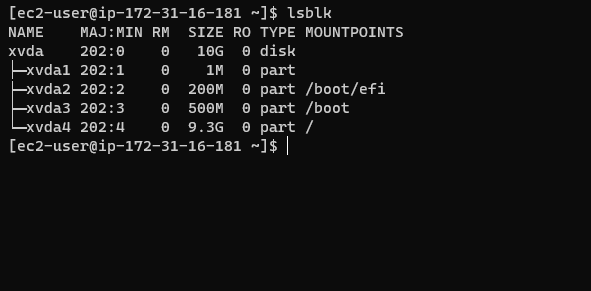 [ec2-user@ip-172-31-16-181 ~]$ lsblk
NAME    MAJ:MIN RM  SIZE RO TYPE MOUNTPOINTS
xvda    202:0    0   10G  0 disk
├─xvda1 202:1    0    1M  0 part
├─xvda2 202:2    0  200M  0 part /boot/efi
├─xvda3 202:3    0  500M  0 part /boot
└─xvda4 202:4    0  9.3G  0 part /
[ec2-user@ip-172-31-16-181 ~]$